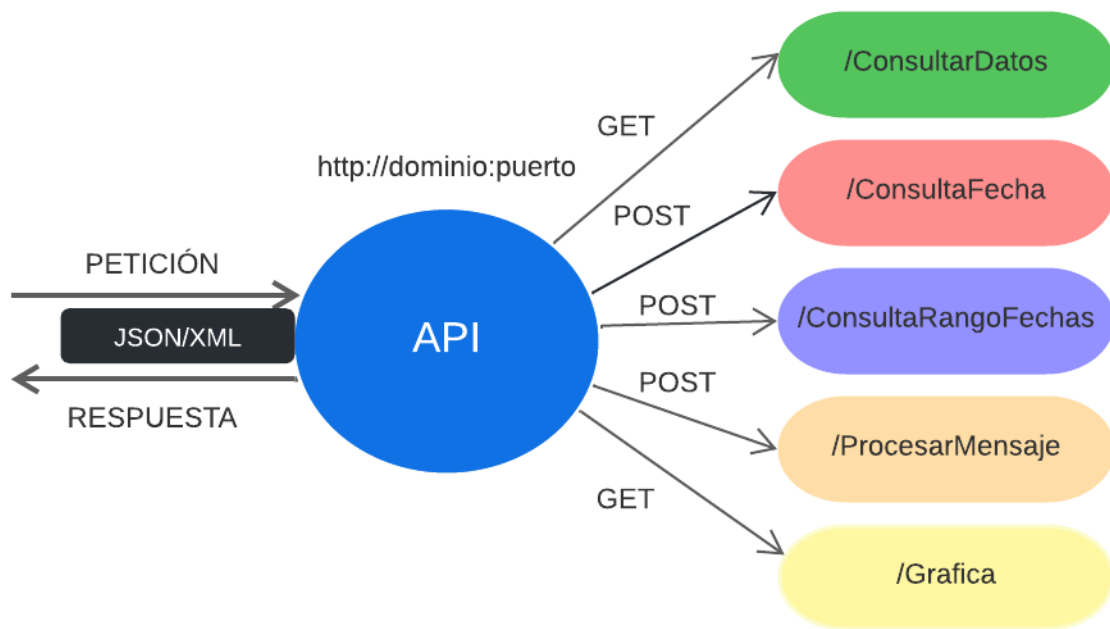 /ConsultarDatos
GET
http://dominio:puerto
/ConsultaFecha
POST
PETICIÓN
POST
/ConsultaRangoFechas
JSON/XML
API
POST
RESPUESTA
/ProcesarMensaje
GET
/Grafica